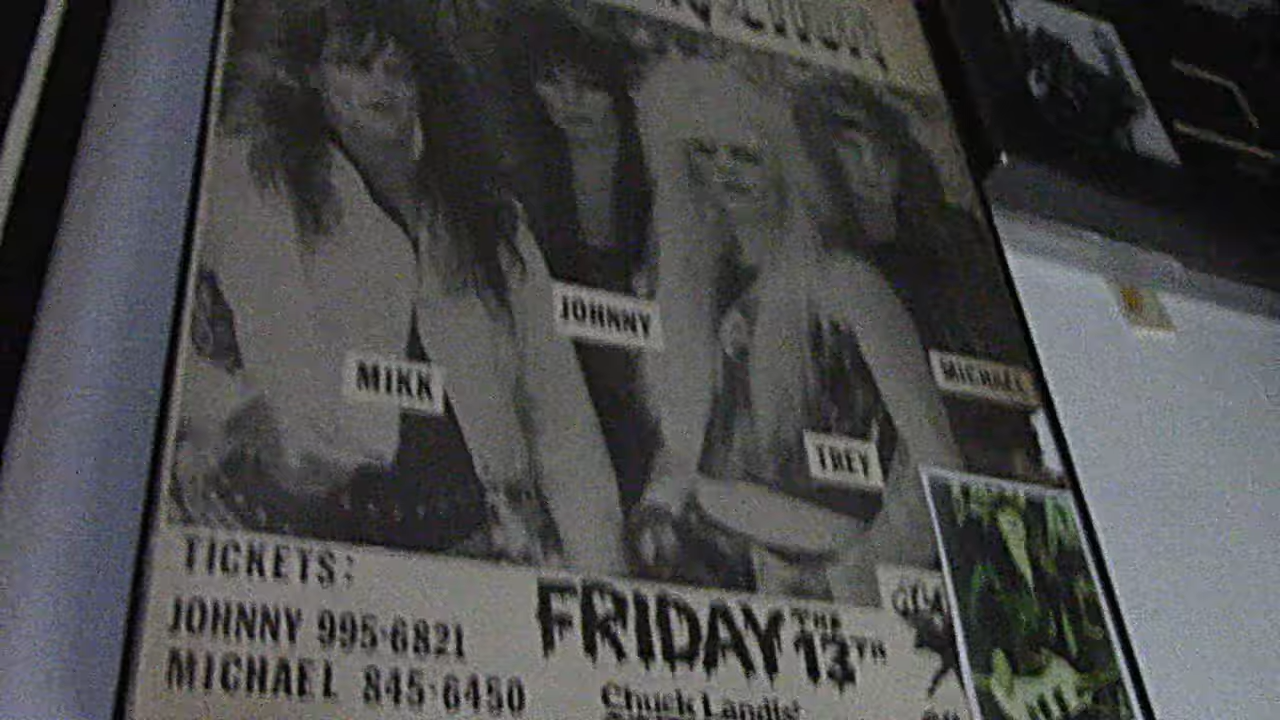 JOHNNY
MIKK
MICHAEL
TREY
TICKETS:
JOHNNY 995-6821
MICHAEL 845-6450
FRIDAY THE 13TH
Chuck Landis'